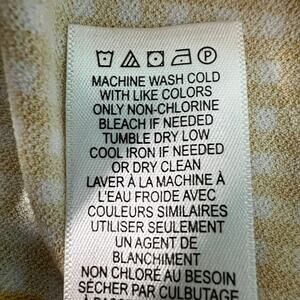 MACHINE WASH COLD
WITH LIKE COLORS
ONLY NON-CHLORINE
BLEACH IF NEEDED
TUMBLE DRY LOW
COOL IRON IF NEEDED
OR DRY CLEAN
LAVER À LA MACHINE À
L'EAU FROIDE AVEC
COULEURS SIMILAIRES
UTILISER SEULEMENT
UN AGENT DE
BLANCHIMENT
NON CHLORÉ AU BESOIN
SÉCHER PAR CULBUTAGE